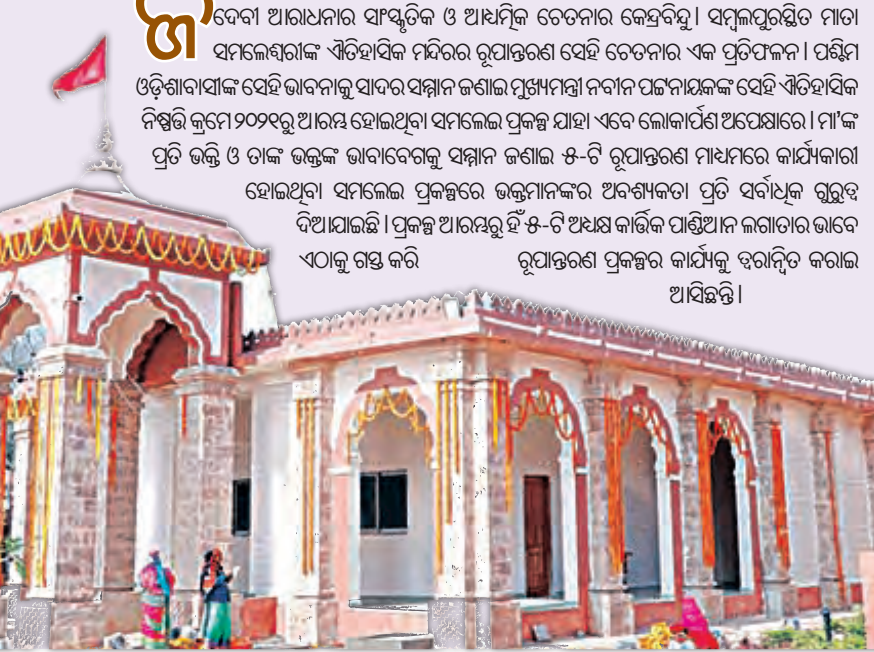 ଦେବୀ ଆରାଧନାର ସାଂସ୍କୃତିକ ଓ ଆଧ୍ୟାତ୍ମିକ ଚେତନାର କେନ୍ଦ୍ରବିନ୍ଦୁ। ସମ୍ବଲପୁରସ୍ଥିତ ମାତା
ସମଲେଶ୍ୱରୀଙ୍କ ଐତିହାସିକ ମନ୍ଦିରର ରୂପାନ୍ତରଣ ସେହି ଚେତନାର ଏକ ପ୍ରତିଫଳନ। ପଶ୍ଚିମ
ଓଡ଼ିଶାବାସୀଙ୍କ ସେହି ଭାବନାକୁ ସାଦର ସମ୍ମାନ ଜଣାଇ ମୁଖ୍ୟମନ୍ତ୍ରୀ ନବୀନ ପଟ୍ଟନାୟକଙ୍କ ସେହି ଐତିହାସିକ
ନିଷ୍ପତ୍ତି କ୍ରମେ ୨୦୨୧ରୁ ଆରମ୍ଭ ହୋଇଥିବା ସମଲେଇ ପ୍ରକଳ୍ପ ଯାହା ଏବେ ଲୋକାର୍ପଣ ଅପେକ୍ଷାରେ। ମା'ଙ୍କ
ପ୍ରତି ଭକ୍ତି ଓ ତାଙ୍କ ଭକ୍ତଙ୍କ ଭାବାବେଗକୁ ସମ୍ମାନ ଜଣାଇ ୫-ଟି ରୂପାନ୍ତରଣ ମାଧ୍ୟମରେ କାର୍ଯ୍ୟକାରୀ
ହୋଇଥିବା ସମଲେଇ ପ୍ରକଳ୍ପରେ ଭକ୍ତମାନଙ୍କର ଅବଶ୍ୟକତା ପ୍ରତି ସର୍ବାଧିକ ଗୁରୁତ୍ୱ
ଦିଆଯାଇଛି। ପ୍ରକଳ୍ପ ଆରମ୍ଭରୁ ହିଁ ୫-ଟି ଅଧ୍ୟକ୍ଷ କାର୍ତ୍ତିକ ପାଣ୍ଡିଆନ ଲଗାତାର ଭାବେ
ଏଠାକୁ ଗସ୍ତ କରି ରୂପାନ୍ତରଣ ପ୍ରକଳ୍ପର କାର୍ଯ୍ୟକୁ ତ୍ୱରାନ୍ୱିତ କରାଇ
ଆସିଛନ୍ତି।